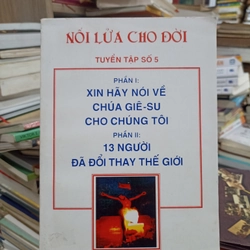 NỐI LỬA CHO ĐỜI
TUYỂN TẬP SỐ 5
PHẦN I:
XIN HÃY NÓI VỀ
CHÚA GIÊ-SU
CHO CHÚNG TÔI
PHẦN II:
13 NGƯỜI
ĐÃ ĐỔI THAY THẾ GIỚI